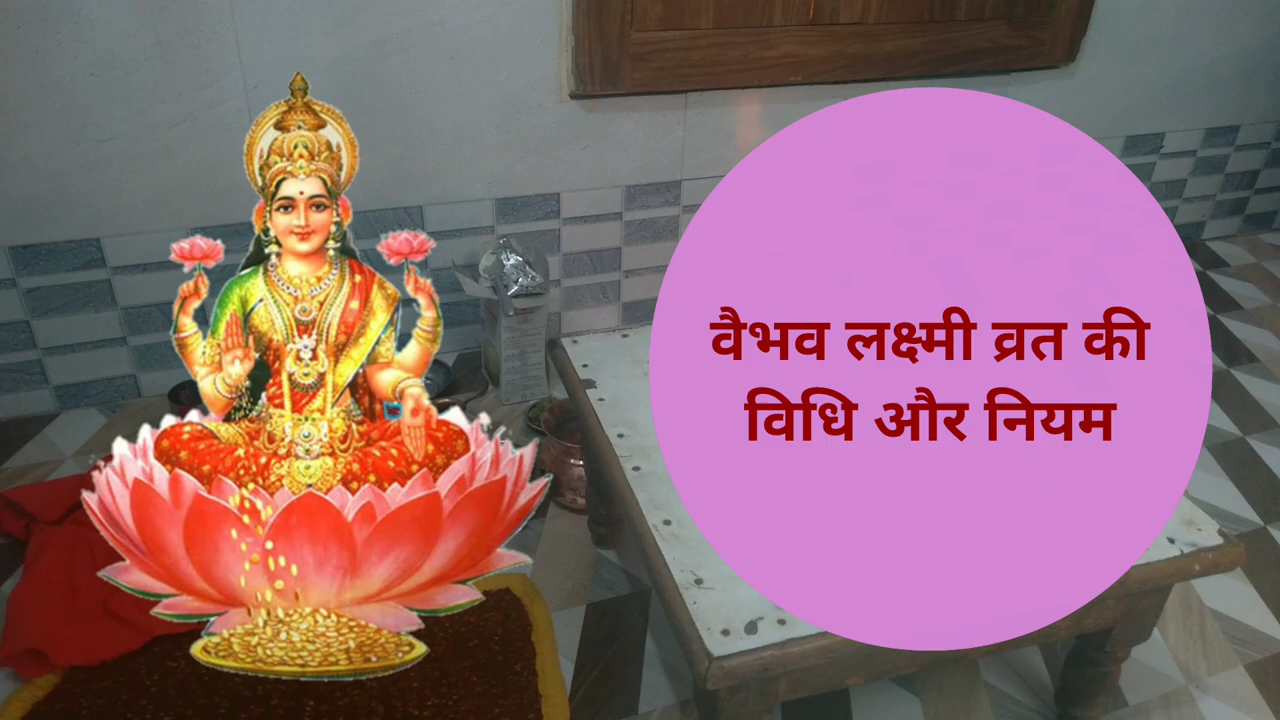 वैभव लक्ष्मी व्रत की
विधि और नियम